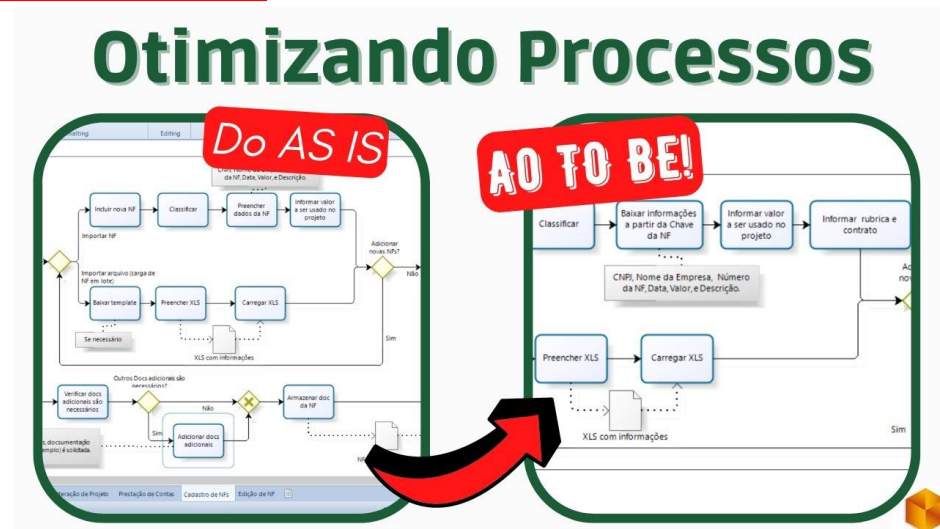 Otimizando Processos
Do AS IS
AO TO BE!
Editing
da NF, Data, Valor, e Descrição.
Incluir nova NF
Classificar
Preencher
dados da NF
Informar valor
a ser usado no
projeto
Importar NF
Adicionar
novas NFs?
Não
Importar arquivo (carga de
NF em lote)
Baixar template
Preencher XLS
Carregar XLS
Se necessário
XLS com informações
Sim
Outros Docs adicionais são
necessários?
Verificar docs
adicionais são
necessários
Não
Sim
Adicionar docs
adicionais
Armazenar doc
da NF
é solicitada.
Prestação de Contas
Cadastro de NFs
Edição de NF
Classificar
Baixar informações
a partir da Chave
da NF
Informar valor
a ser usado no
projeto
Informar rubrica e
contrato
CNPJ, Nome da Empresa, Número
da NF, Data, Valor, e Descrição.
Preencher XLS
Carregar XLS
XLS com informações
Sim